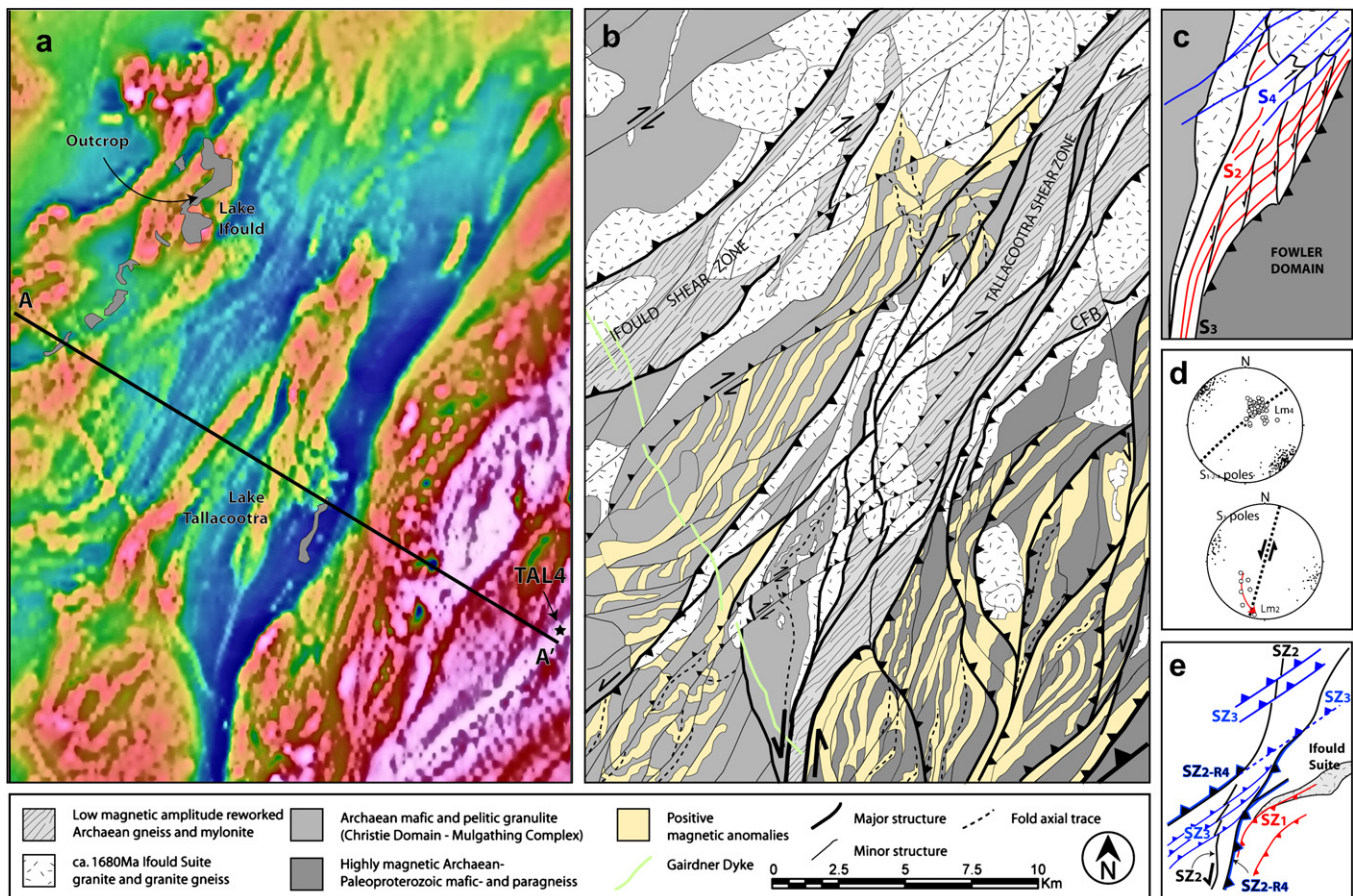 a
Outcrop
Lake
Ifould
A
Lake
Tallacootra
TAL4
A'
b
IFOULD SHEAR ZONE
TALLACOOTRA SHEAR ZONE
CFB
c
S4
S2
FOWLER
DOMAIN
S3
d
N
Lm4
poles
N
poles
Lm2
e
SZ2
SZ3
SZ3
Ifould
Suite
SZ2-R4
SZ1
SZ3
SZ2
SZ2-R4
Low magnetic amplitude reworked
Archaean gneiss and mylonite
ca. 1680Ma Ifould Suite
granite and granite gneiss
Archaean mafic and pelitic granulite
(Christie Domain - Mulgathing Complex)
Highly magnetic Archaean-
Paleoproterozoic mafic- and paragneiss
Positive
magnetic anomalies
Gairdner Dyke
Major structure
Minor structure
Fold axial trace
0 2.5 5 7.5 10
Km
N